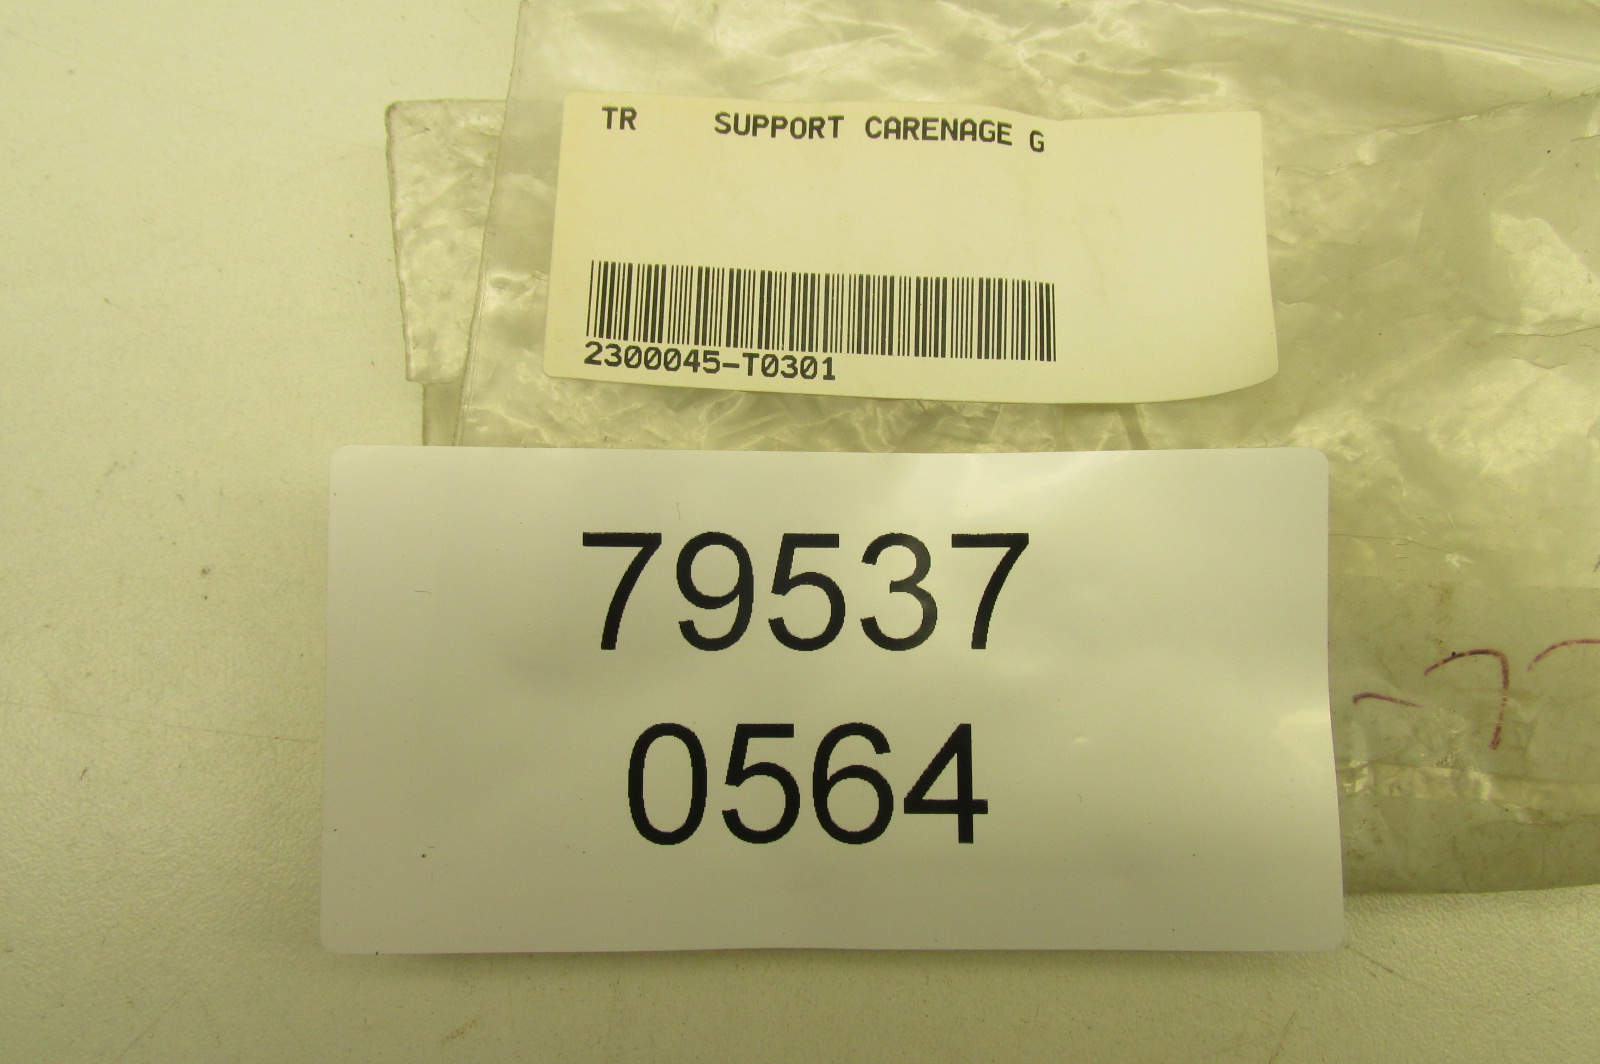 TR SUPPORT CARENAGE G
2300045-T0301
79537
0564